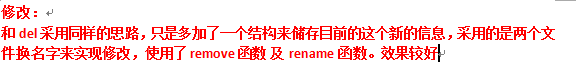 修改：
和 del 采用同样的思路，只是多加了一个结构来储存目前的这个新的信息，采用的是两个文
件换名字来实现修改，使用了 remove 函数 及 rename 函数。效果较好